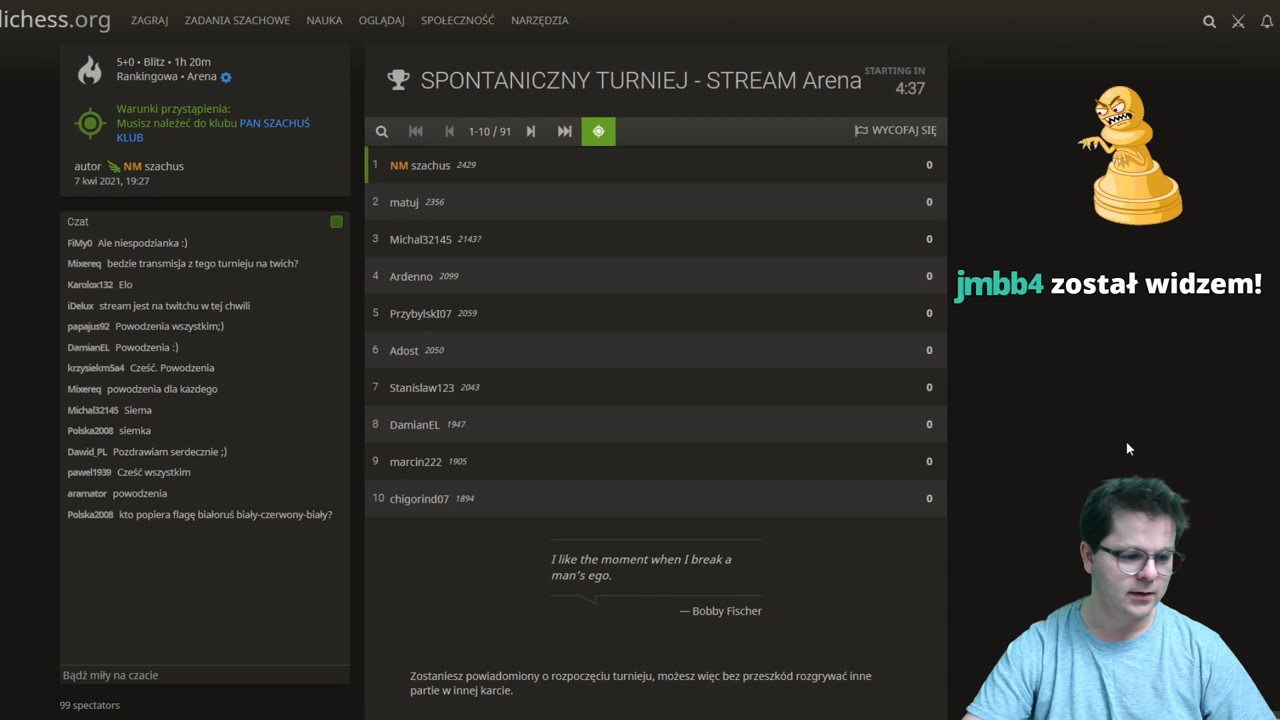 lichess.org
ZAGRAJ
ZADANIA SZACHOWE
NAUKA
OGLĄDAJ
SPOŁECZNOŚĆ
NARZĘDZIA
5+0 • Blitz • 1h 20m
Rankingowa • Arena
Warunki przystąpienia:
Musisz należeć do klubu PAN SZACHUŚ
KLUB
autor NM szachus
7 kwi 2021, 19:27
Czat
FiMy0 Ale niespodzianka :)
Mixereq bedzie transmisja z tego turnieju na twich?
Karolox132 Elo
iDelux stream jest na twitchu w tej chwili
papajus92 Powodzenia wszystkim;)
DamianEL Powodzenia :)
krzysiekm5a4 Cześć. Powodzenia
Mixereq powodzenia dla kazdego
Michal32145 Siema
Polska2008 siemka
Dawid_PL Pozdrawiam serdecznie ;)
pawel1939 Cześć wszystkim
aramator powodzenia
Polska2008 kto popiera flagę białoruś biały-czerwony-biały?
Bądź miły na czacie
99 spectators
SPONTANICZNY TURNIEJ - STREAM Arena
STARTING IN
4:37
1-10 / 91
WYCOFAJ SIĘ
1 NM szachus 2429 0
2 matuj 2356 0
3 Michal32145 2143? 0
4 Ardenno 2099 0
5 PrzybylskI07 2059 0
6 Adost 2050 0
7 Stanislaw123 2043 0
8 DamianEL 1947 0
9 marcin222 1905 0
10 chigorind07 1894 0
I like the moment when I break a
man's ego.
— Bobby Fischer
Zostaniesz powiadomiony o rozpoczęciu turnieju, możesz więc bez przeszkód rozgrywać inne
partie w innej karcie.
jmbb4 został widzem!